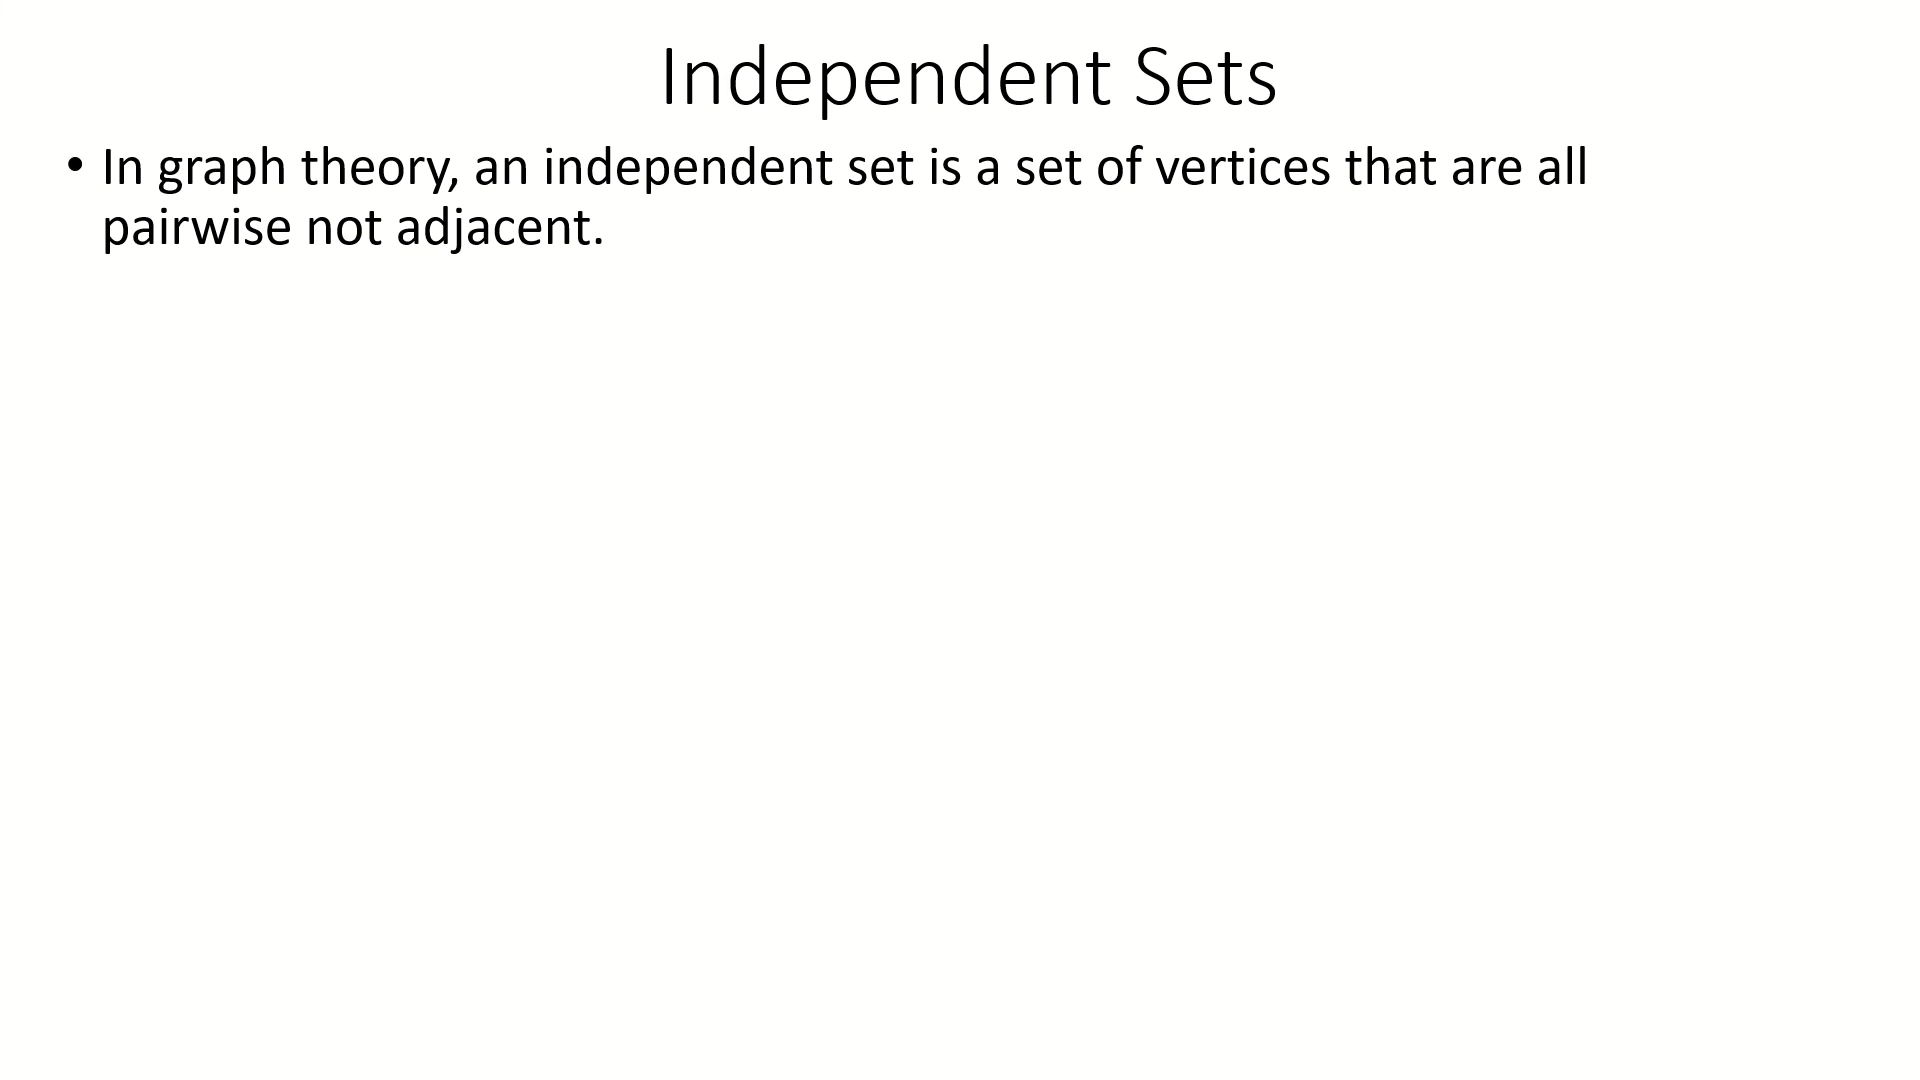 Independent Sets
• In graph theory, an independent set is a set of vertices that are all
pairwise not adjacent.